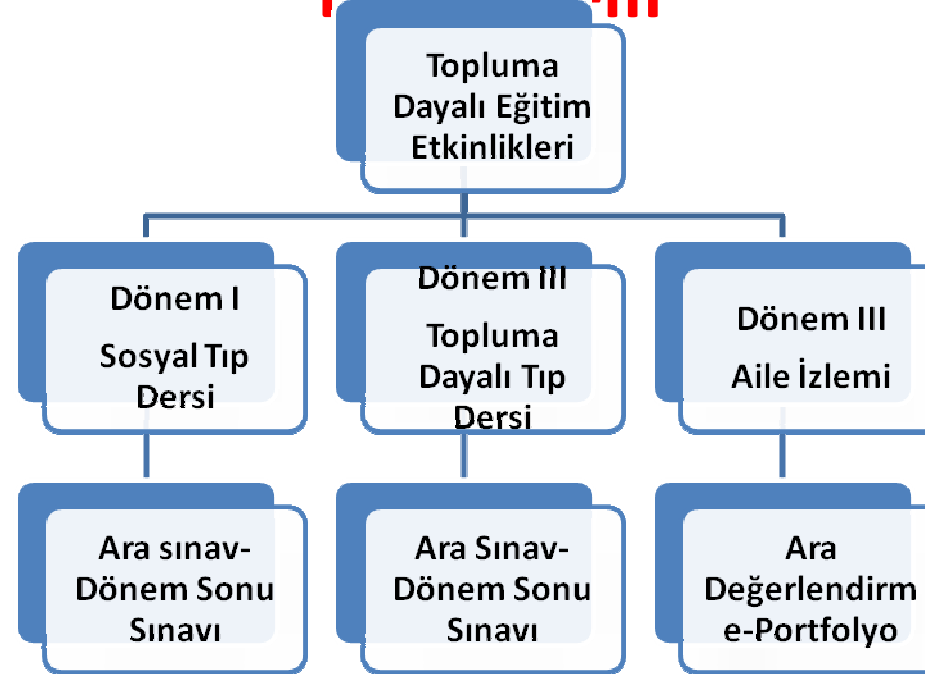 Topluma
Dayalı Eğitim
Etkinlikleri
Dönem I
Sosyal Tıp
Dersi
Dönem III
Topluma
Dayalı Tıp
Dersi
Dönem III
Aile İzlemi
Ara sınav-
Dönem Sonu
Sınavı
Ara Sınav-
Dönem Sonu
Sınavı
Ara
Değerlendirm
e-Portfolyo